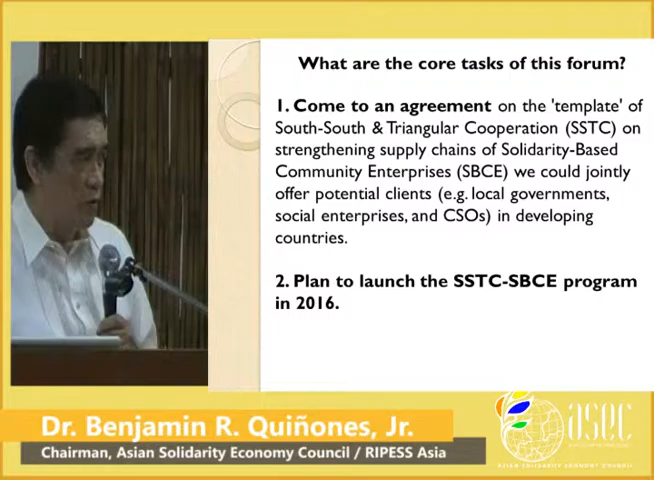 What are the core tasks of this forum?
1. Come to an agreement on the 'template' of
South-South & Triangular Cooperation (SSTC) on
strengthening supply chains of Solidarity-Based
Community Enterprises (SBCE) we could jointly
offer potential clients (e.g. local governments,
social enterprises, and CSOs) in developing
countries.
2. Plan to launch the SSTC-SBCE program
in 2016.
Dr. Benjamin R. Quiñones, Jr.
Chairman, Asian Solidarity Economy Council / RIPESS Asia
asec
ASIAN SOLIDARITY ECONOMY COUNCIL